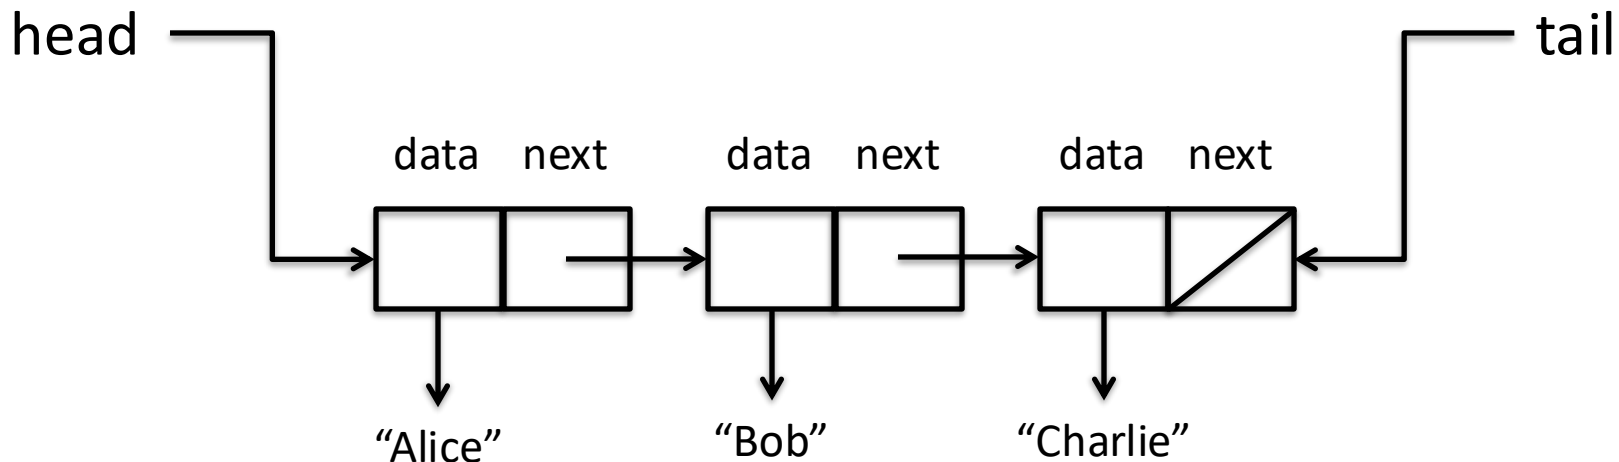 head tail
data next data next data next
“Alice” “Bob” “Charlie”